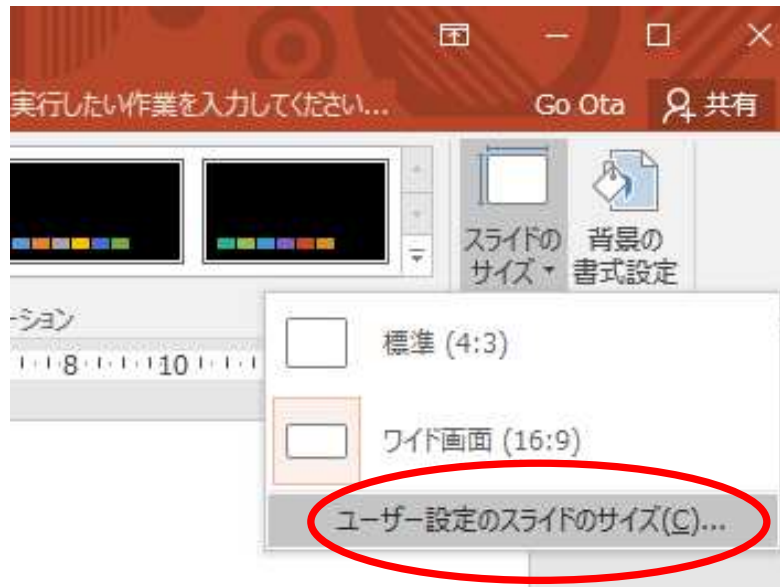 実行したい作業を入力してください...
Go Ota
共有
スライドの
サイズ
背景の
書式設定
ーション
8
10
標準 (4:3)
ワイド画面 (16:9)
ユーザー設定のスライドのサイズ(C)...